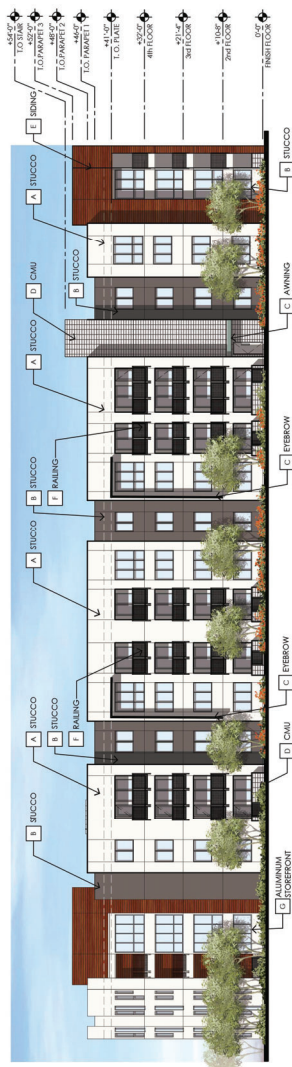 B STUCCO
A STUCCO
B STUCCO
F RAILING
A STUCCO
B STUCCO
F RAILING
A STUCCO
D CMU
B STUCCO
A STUCCO
E SIDING
+54'-0"
T.O STAIR
+52'-0"
T.O.PARAPET 3
+48'-0"
T.O.PARAPET 2
+46'-0"
T.O. PARAPET 1
+41'-0"
T. O. PLATE
+32'-0"
4th FLOOR
+21'-4"
3rd FLOOR
+10'-8"
2nd FLOOR
0'-0"
FINISH FLOOR
G ALUMINUM
STOREFRONT
D CMU
C EYEBROW
C EYEBROW
C AWNING
B STUCCO